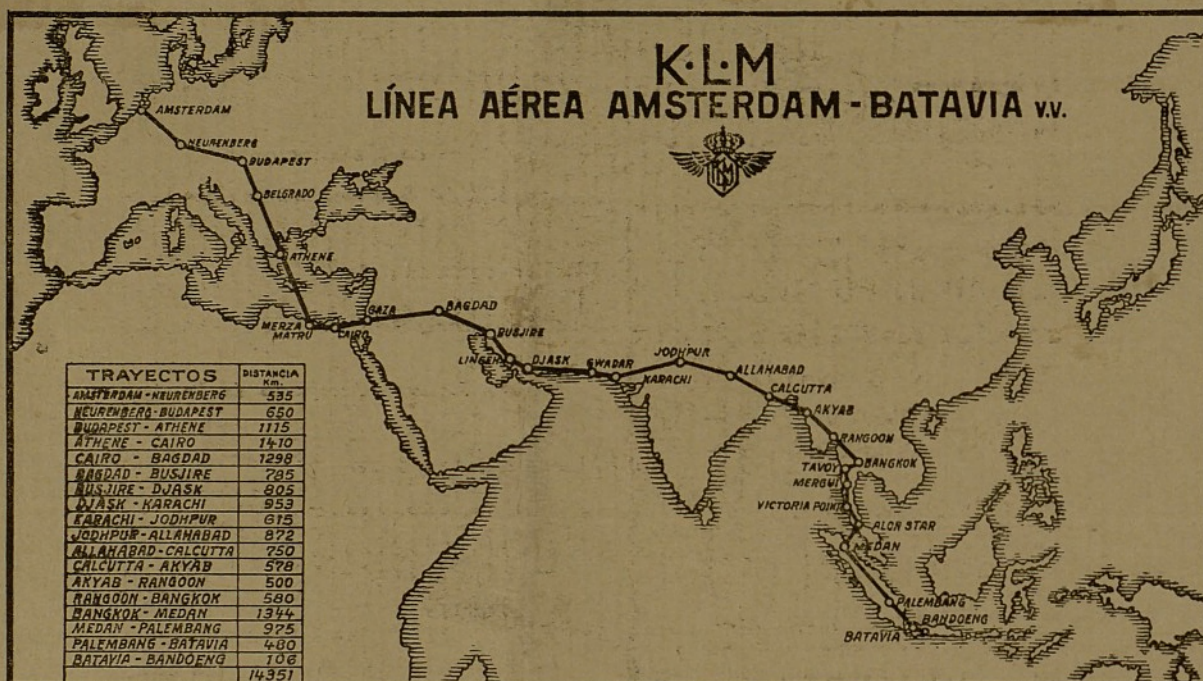 K·L·M
LÍNEA AÉREA AMSTERDAM - BATAVIA v.v.
KLM
AMSTERDAM
NEURENBERG
BUDAPEST
BELGRADO
ATHENE
MERZA MATRU
CAIRO
GAZA
BAGDAD
BUSJIRE
LINGEH
DJASK
GWADAR
KARACHI
JODHPUR
ALLAHABAD
CALCUTTA
AKYAB
RANGOON
BANGKOK
TAVOY
MERGUI
VICTORIA POINT
ALOR STAR
MEDAN
PALEMBANG
BANDOENG
BATAVIA
TRAYECTOS DISTANCIA Km.
AMSTERDAM - NEURENBERG 535
NEURENBERG - BUDAPEST 650
BUDAPEST - ATHENE 1115
ATHENE - CAIRO 1410
CAIRO - BAGDAD 1298
BAGDAD - BUSJIRE 785
BUSJIRE - DJASK 805
DJASK - KARACHI 953
KARACHI - JODHPUR 615
JODHPUR - ALLAHABAD 872
ALLAHABAD - CALCUTTA 750
CALCUTTA - AKYAB 578
AKYAB - RANGOON 500
RANGOON - BANGKOK 580
BANGKOK - MEDAN 1344
MEDAN - PALEMBANG 975
PALEMBANG - BATAVIA 480
BATAVIA - BANDOENG 106
14351